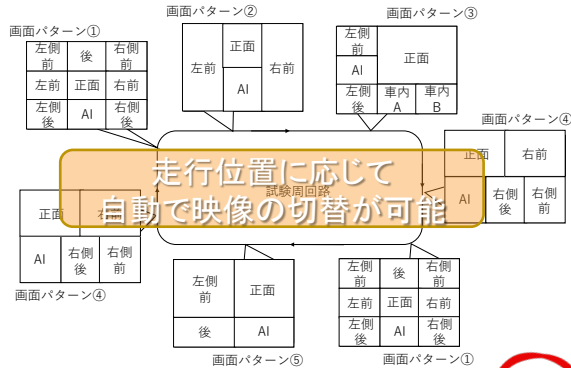 画面パターン①
左側前
後
右側前
左前
正面
右前
左側後
AI
右側後
画面パターン②
左前
正面
AI
右前
画面パターン③
左側前
正面
AI
左側後
車内A
車内B
画面パターン④
正面
右前
AI
右側後
右側前
走行位置に応じて
自動で映像の切替が可能
試験周回路
正面
右前
AI
右側後
右側前
画面パターン④
左側前
正面
後
AI
画面パターン⑤
左側前
後
右側前
左前
正面
右前
左側後
AI
右側後
画面パターン①